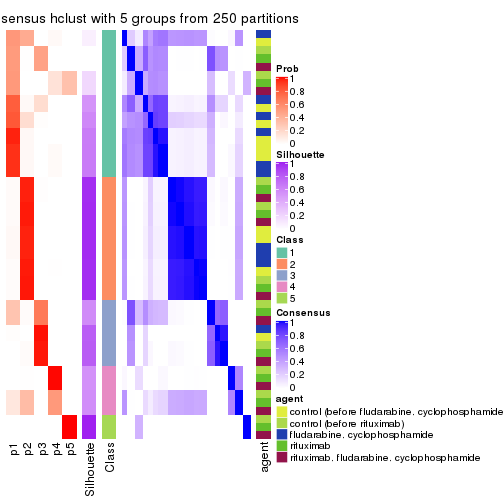 sensus hclust with 5 groups from 250 partitions
Prob
1
0.8
0.6
0.4
0.2
0
Silhouette
1
0.8
0.6
0.4
0.2
0
Class
1
2
3
4
5
Consensus
1
0.8
0.6
0.4
0.2
0
agent
control (before fludarabine. cyclophosphamide
control (before rituximab)
fludarabine. cyclophosphamide
rituximab
rituximab. fludarabine. cyclophosphamide
p1
p2
p3
p4
p5
Silhouette
Class
agent